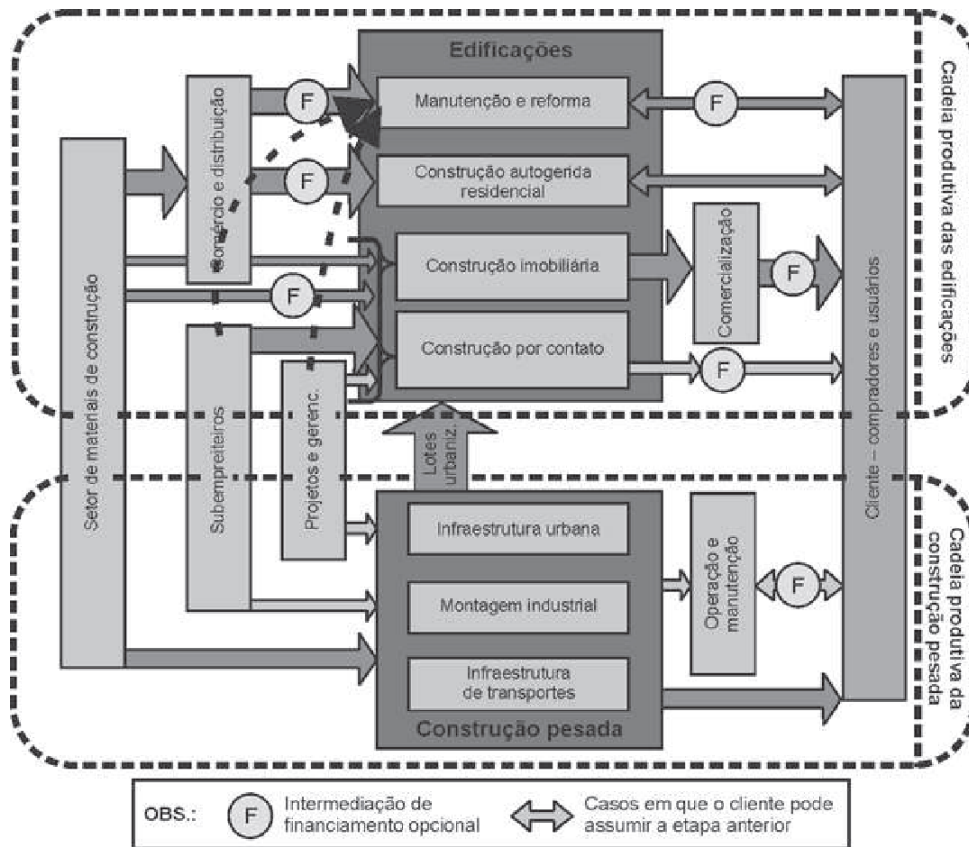 Edificações
Manutenção e reforma
Construção autogerida
residencial
Construção imobiliária
Construção por contato
Comércio e distribuição
Setor de materiais de construção
Subempreiteiros
Projetos e gerenc.
Lotes
urbaniz.
Comercialização
Cliente – compradores e usuários
Cadeia produtiva das edificações
F
F
F
F
F
F
Infraestrutura urbana
Montagem industrial
Infraestrutura
de transportes
Construção pesada
Operação e
manutenção
F
Cadeia produtiva da
construção pesada
OBS.:
F
Intermediação de
financiamento opcional
Casos em que o cliente pode
assumir a etapa anterior